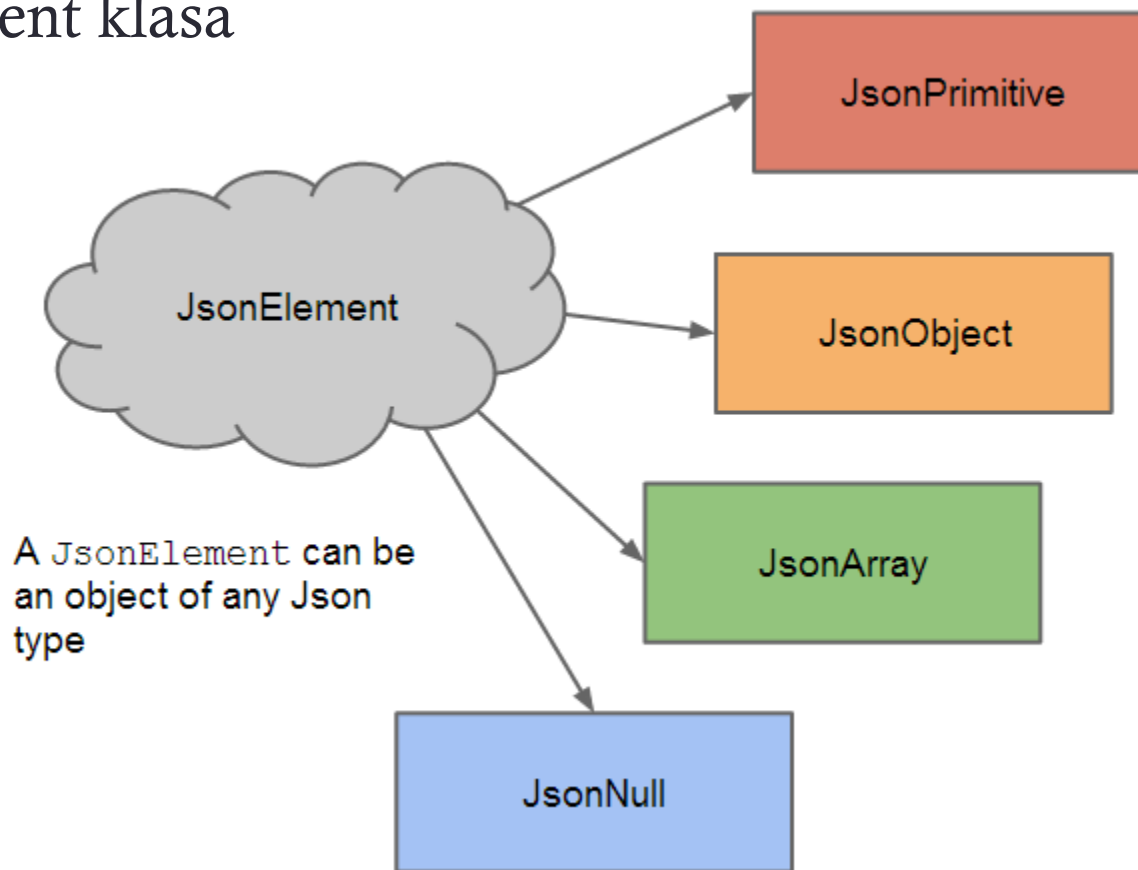 ent klasa
JsonPrimitive
JsonElement
JsonObject
JsonArray
A JsonElement can be
an object of any Json
type
JsonNull